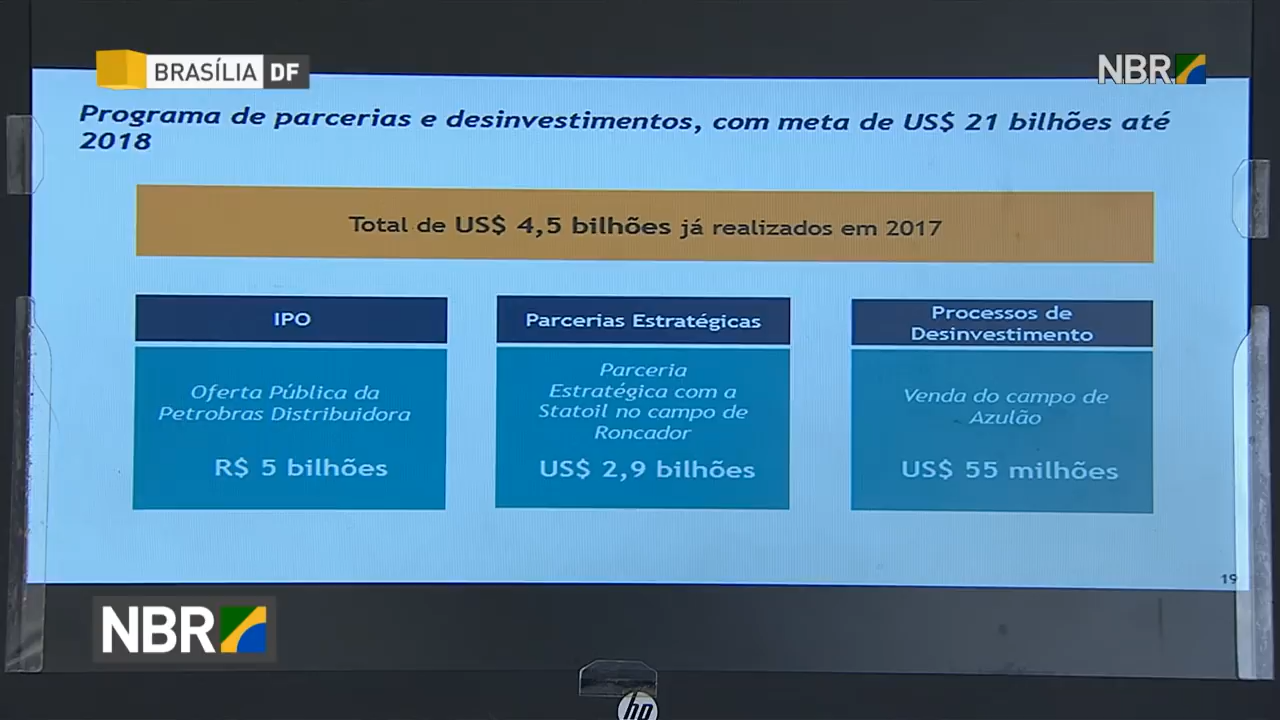 BRASÍLIA DF
NBR
Programa de parcerias e desinvestimentos, com meta de US$ 21 bilhões até
2018
Total de US$ 4,5 bilhões já realizados em 2017
IPO
Oferta Pública da
Petrobras Distribuidora
R$ 5 bilhões
Parcerias Estratégicas
Parceria
Estratégica com a
Statoil no campo de
Roncador
US$ 2,9 bilhões
Processos de
Desinvestimento
Venda do campo de
Azulão
US$ 55 milhões
19
NBR
hp